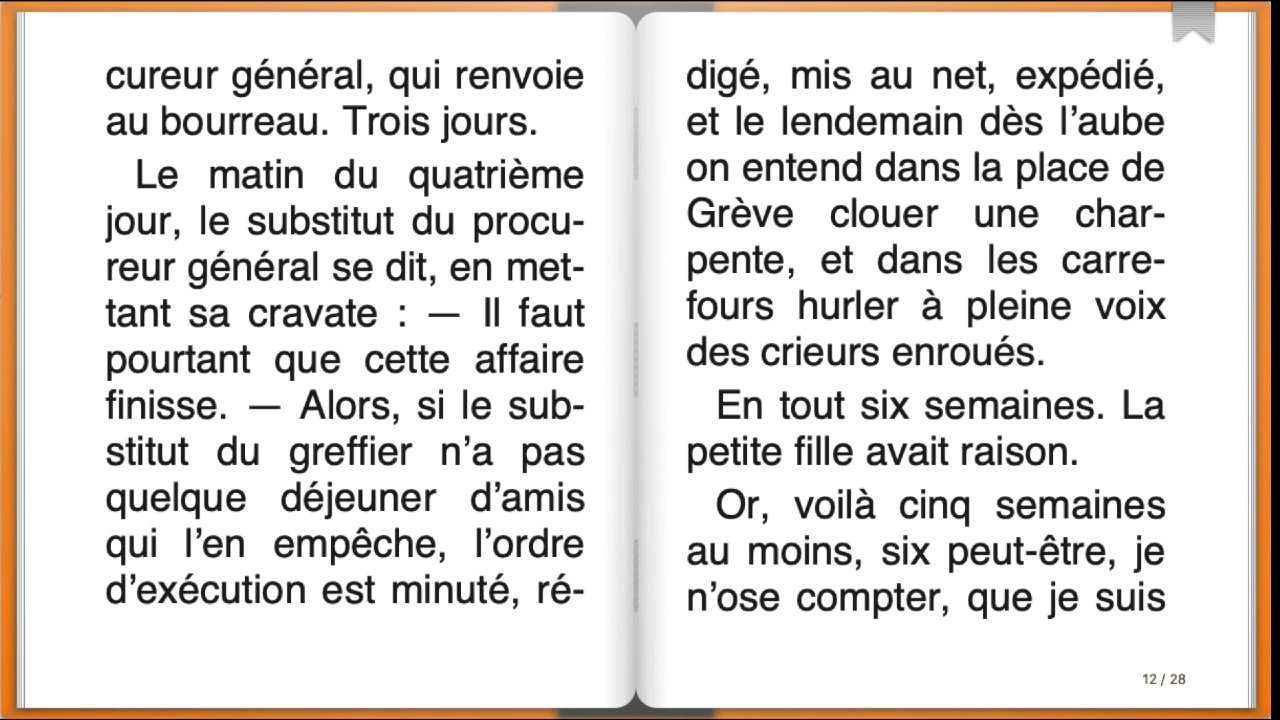 cureur général, qui renvoie
au bourreau. Trois jours.
Le matin du quatrième
jour, le substitut du procu-
reur général se dit, en met-
tant sa cravate : — Il faut
pourtant que cette affaire
finisse. — Alors, si le sub-
stitut du greffier n’a pas
quelque déjeuner d’amis
qui l’en empêche, l’ordre
d’exécution est minuté, ré-
digé, mis au net, expédié,
et le lendemain dès l’aube
on entend dans la place de
Grève clouer une char-
pente, et dans les carre-
fours hurler à pleine voix
des crieurs enroués.
En tout six semaines. La
petite fille avait raison.
Or, voilà cinq semaines
au moins, six peut-être, je
n’ose compter, que je suis
12 / 28